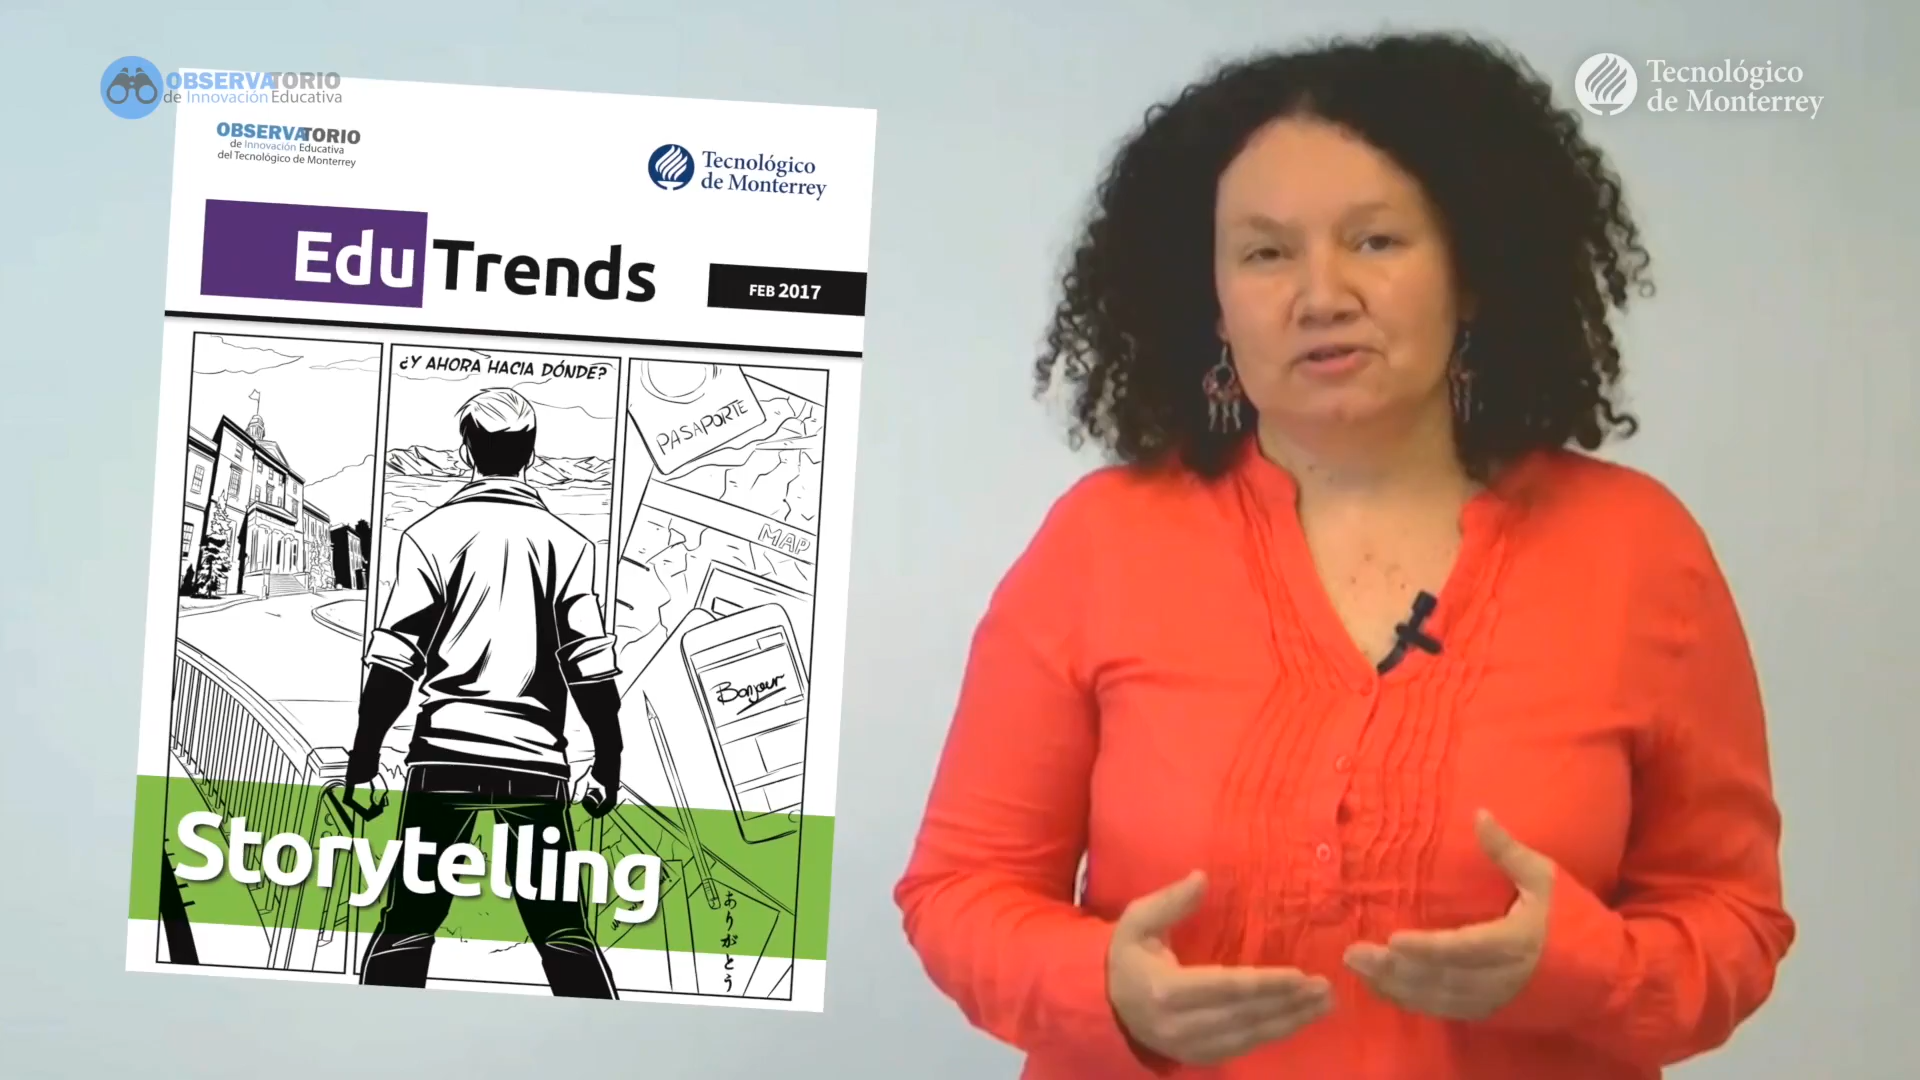 OBSERVATORIO
de Innovación Educativa
Tecnológico
de Monterrey
OBSERVATORIO
de Innovación Educativa
del Tecnológico de Monterrey
Tecnológico
de Monterrey
Edu Trends
FEB 2017
¿Y AHORA HACIA DÓNDE?
PASAPORTE
MAP
Bonjour
Storytelling
ありがとう